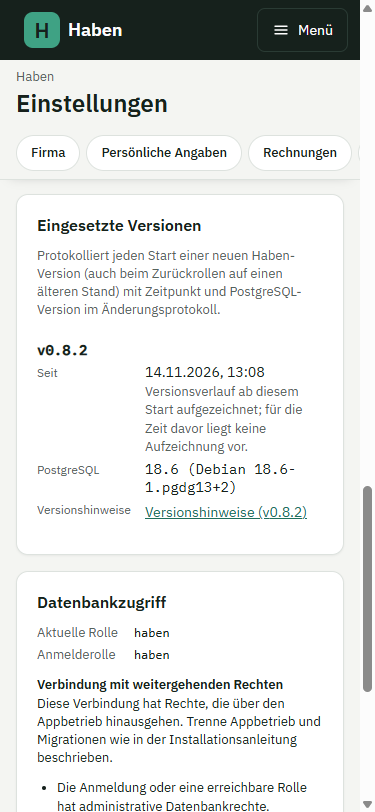 H Haben
Menü
Haben
Einstellungen
Firma Persönliche Angaben Rechnungen
Eingesetzte Versionen
Protokolliert jeden Start einer neuen Haben-
Version (auch beim Zurückrollen auf einen
älteren Stand) mit Zeitpunkt und PostgreSQL-
Version im Änderungsprotokoll.
v0.8.2
Seit 14.11.2026, 13:08
Versionsverlauf ab diesem
Start aufgezeichnet; für die
Zeit davor liegt keine
Aufzeichnung vor.
PostgreSQL 18.6 (Debian 18.6-
1.pgdg13+2)
Versionshinweise Versionshinweise (v0.8.2)
Datenbankzugriff
Aktuelle Rolle haben
Anmelderolle haben
Verbindung mit weitergehenden Rechten
Diese Verbindung hat Rechte, die über den
Appbetrieb hinausgehen. Trenne Appbetrieb und
Migrationen wie in der Installationsanleitung
beschrieben.
• Die Anmeldung oder eine erreichbare Rolle
hat administrative Datenbankrechte.